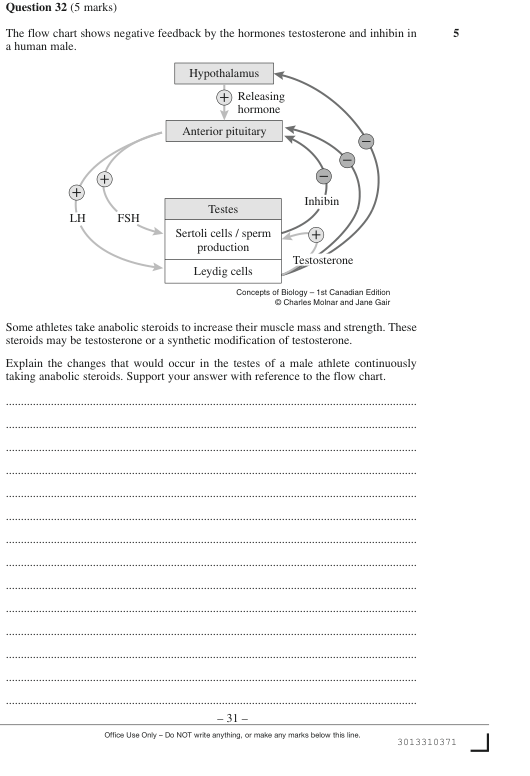 Question 32 (5 marks)
The flow chart shows negative feedback by the hormones testosterone and inhibin in
5
a human male.
Hypothalamus
+
Releasing
hormone
Anterior pituitary
−
−
+
+
−
LH
FSH
Inhibin
Testes
Sertoli cells / sperm
production
+
Testosterone
Leydig cells
Concepts of Biology – 1st Canadian Edition
© Charles Molnar and Jane Gair
Some athletes take anabolic steroids to increase their muscle mass and strength. These
steroids may be testosterone or a synthetic modification of testosterone.
Explain the changes that would occur in the testes of a male athlete continuously
taking anabolic steroids. Support your answer with reference to the flow chart.
– 31 –
Office Use Only – Do NOT write anything, or make any marks below this line.
3013310371